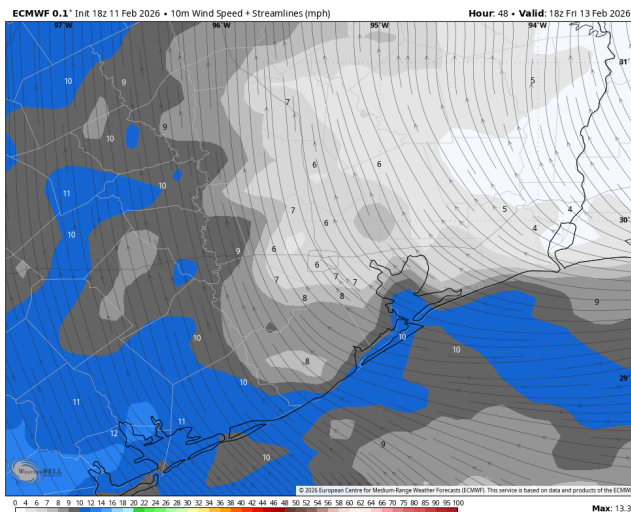 ECMWF 0.1° Init 18z 11 Feb 2026 • 10m Wind Speed + Streamlines (mph)
Hour: 48 • Valid: 18z Fri 13 Feb 2026
97°W 96°W 95°W 94°W
31°
10 9 7 5
10 9
6 6
11 10
7 5 4
30°
10 6 4
9 6
6
7 7 7
8 8
9
10 10
10
29°
8
10
11
11
12
9
10
WeatherBELL
© 2026 European Centre for Medium-Range Weather Forecasts (ECMWF). This service is based on data and products of the ECMW
0 4 6 7 8 9 10 12 14 16 18 20 22 24 26 28 30 32 34 36 38 40 42 44 46 48 50 52 54 56 58 60 62 64 66 68 70 75 80 85 90 95 100
Max: 13.3